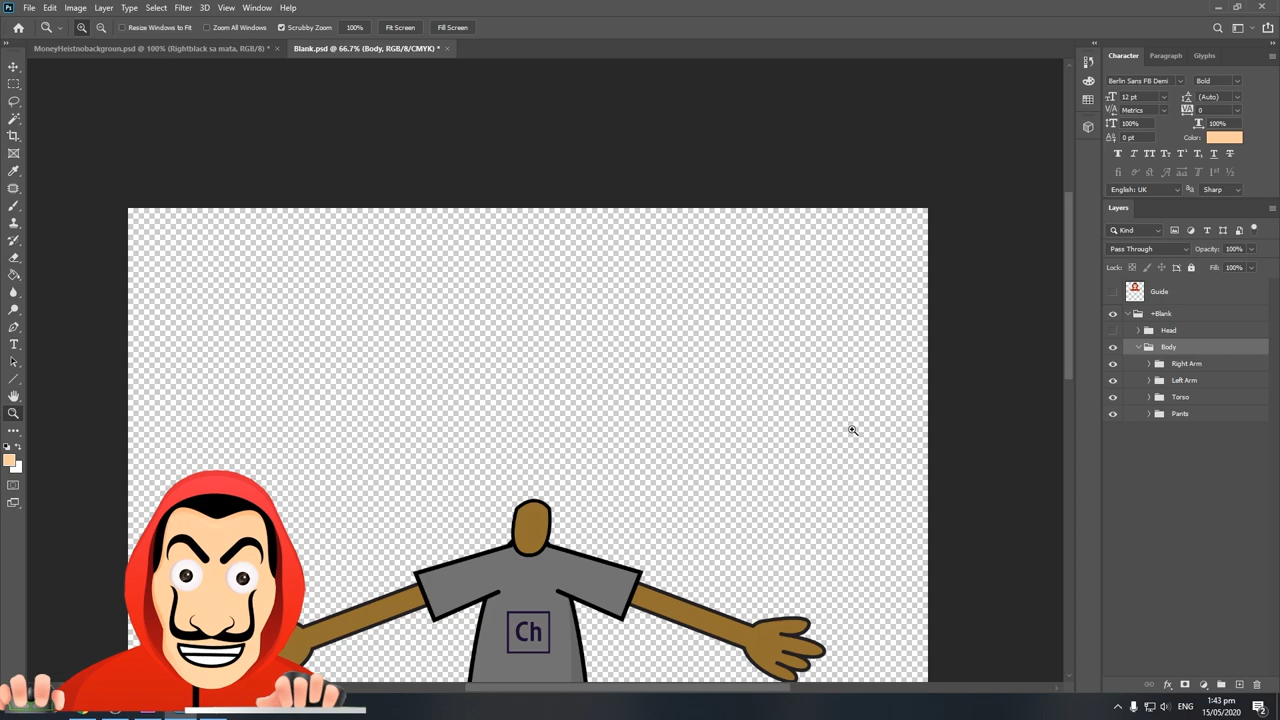 Ps File Edit Image Layer Type Select Filter 3D View Window Help
Resize Windows to Fit Zoom All Windows Scrubby Zoom 100% Fit Screen Fill Screen
MoneyHeistnobackgroun.psd @ 100% (Rightblack sa mata, RGB/8) * × Blank.psd @ 66.7% (Body, RGB/8/CMYK) * ×
Character Paragraph Glyphs
Berlin Sans FB Demi Bold
12 pt (Auto)
Metrics 0
100% 100%
0 pt Color:
English: UK Sharp
Layers
Kind
Pass Through Opacity: 100%
Lock: Fill: 100%
Guide
+Blank
Head
Body
Right Arm
Left Arm
Torso
Pants
Ch
ENG 1:43 pm
15/05/2020